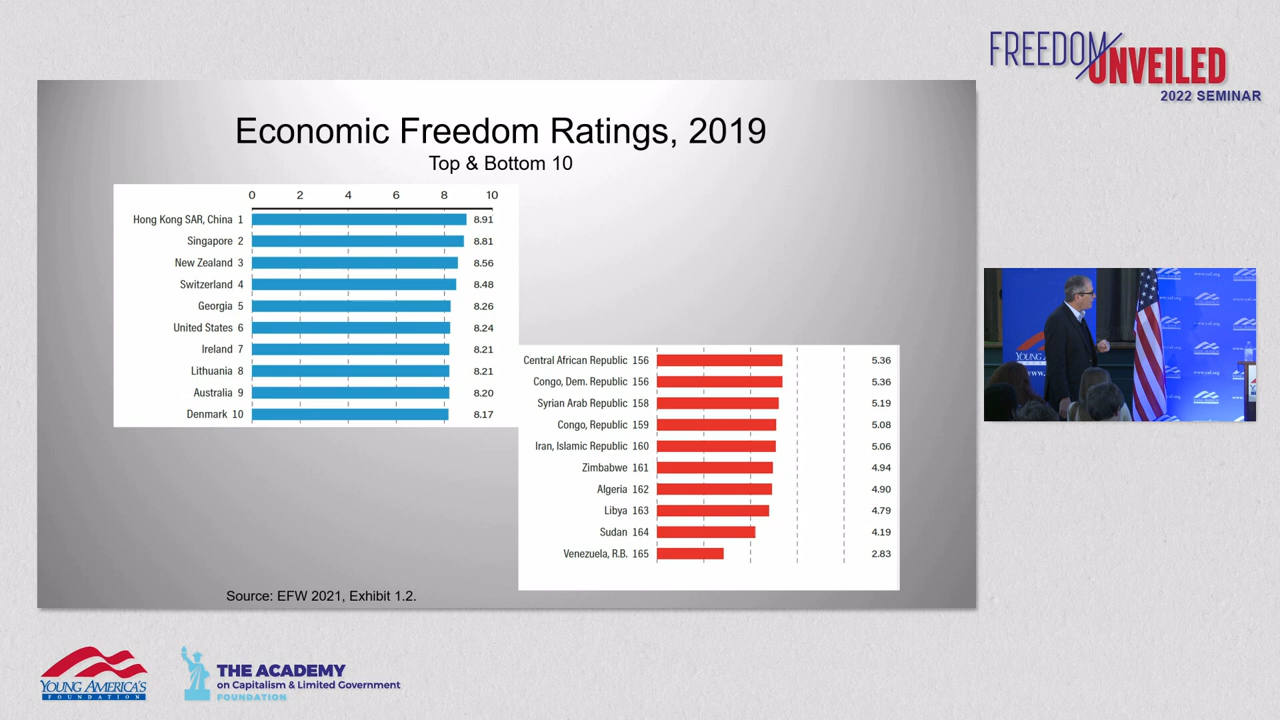 FREEDOM
UNVEILED
2022 SEMINAR
Economic Freedom Ratings, 2019
Top & Bottom 10
0 2 4 6 8 10
Hong Kong SAR, China 1 8.91
Singapore 2 8.81
New Zealand 3 8.56
Switzerland 4 8.48
Georgia 5 8.26
United States 6 8.24
Ireland 7 8.21
Lithuania 8 8.21
Australia 9 8.20
Denmark 10 8.17
Central African Republic 156 5.36
Congo, Dem. Republic 156 5.36
Syrian Arab Republic 158 5.19
Congo, Republic 159 5.08
Iran, Islamic Republic 160 5.06
Zimbabwe 161 4.94
Algeria 162 4.90
Libya 163 4.79
Sudan 164 4.19
Venezuela, R.B. 165 2.83
Source: EFW 2021, Exhibit 1.2.
YOUNG AMERICA'S
FOUNDATION
THE ACADEMY
on Capitalism & Limited Government
FOUNDATION